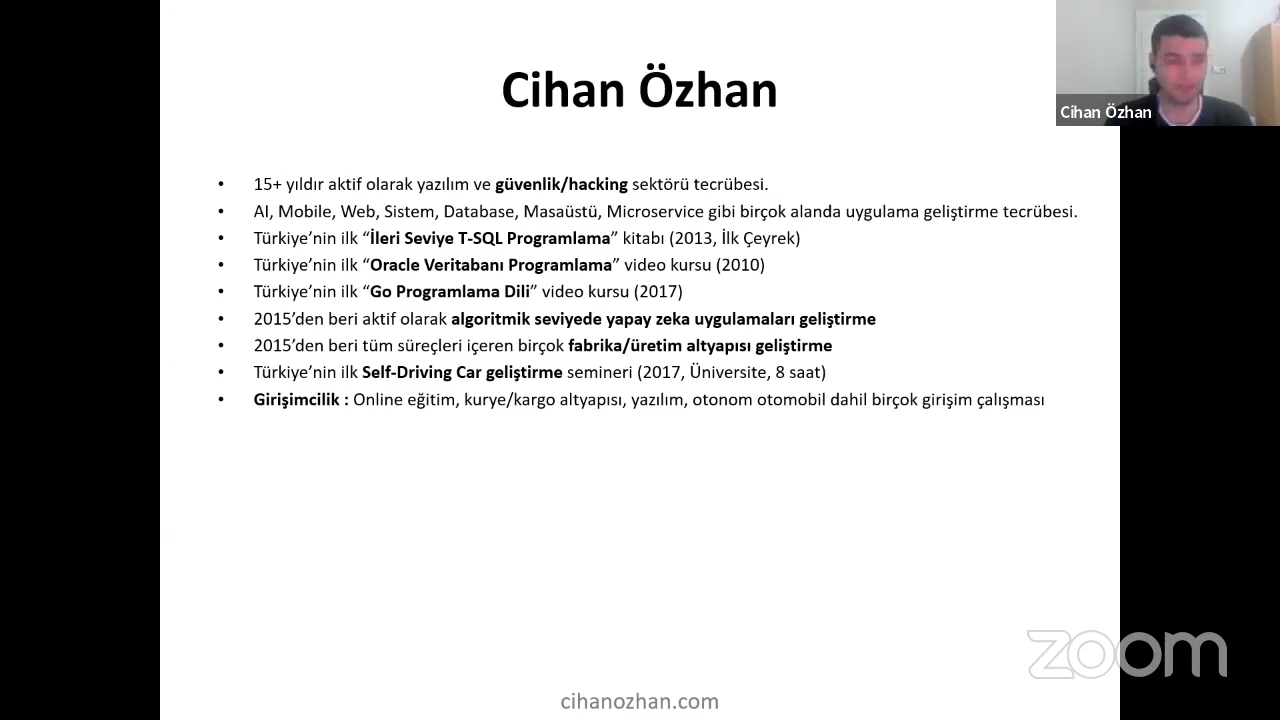 Cihan Özhan
Cihan Özhan
• 15+ yıldır aktif olarak yazılım ve güvenlik/hacking sektörü tecrübesi.
• AI, Mobile, Web, Sistem, Database, Masaüstü, Microservice gibi birçok alanda uygulama geliştirme tecrübesi.
• Türkiye’nin ilk “İleri Seviye T-SQL Programlama” kitabı (2013, İlk Çeyrek)
• Türkiye’nin ilk “Oracle Veritabanı Programlama” video kursu (2010)
• Türkiye’nin ilk “Go Programlama Dili” video kursu (2017)
• 2015’den beri aktif olarak algoritmik seviyede yapay zeka uygulamaları geliştirme
• 2015’den beri tüm süreçleri içeren birçok fabrika/üretim altyapısı geliştirme
• Türkiye’nin ilk Self-Driving Car geliştirme semineri (2017, Üniversite, 8 saat)
• Girişimcilik : Online eğitim, kurye/kargo altyapısı, yazılım, otonom otomobil dahil birçok girişim çalışması
zoom
cihanozhan.com